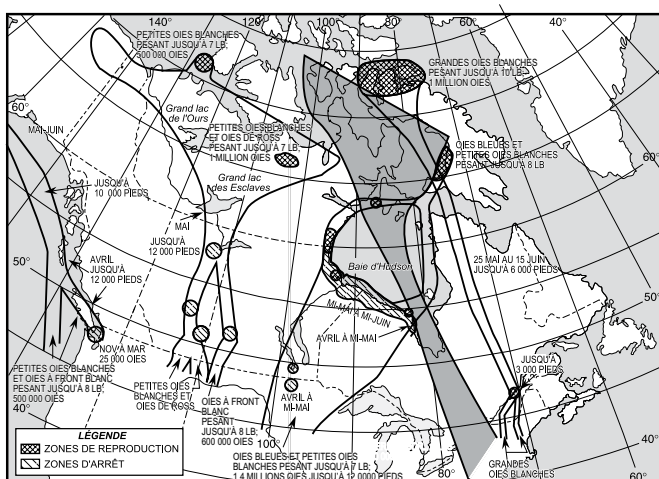 140°
120°
100°
80°
60°
40°
PETITES OIES BLANCHES
PESANT JUSQU'À 7 LB;
500 000 OIES
GRANDES OIES BLANCHES
PESANT JUSQU'À 10 LB;
1 MILLION OIES
60°
Grand lac
de l'Ours
MAI-JUIN
PETITES OIES BLANCHES
ET OIES DE ROSS
PESANT JUSQU'À 7 LB;
1 MILLION OIES
OIES BLEUES ET
PETITES OIES BLANCHES
PESANT JUSQU'À 8 LB
60°
Grand lac
des Esclaves
JUSQU'À
10 000 PIEDS
MAI
JUSQU'À
12 000 PIEDS
50°
AVRIL
JUSQU'À
12 000 PIEDS
Baie d'Hudson
25 MAI AU 15 JUIN
JUSQU'À 6 000 PIEDS
50°
50°
MI-MAI À MI-JUIN
AVRIL À MI-MAI
NOV À MAR
25 000 OIES
JUSQU'À
3 000 PIEDS
PETITES OIES BLANCHES
ET OIES À FRONT BLANC
PESANT JUSQU'À 8 LB;
500 000 OIES
PETITES OIES
BLANCHES ET
OIES DE ROSS
OIES À FRONT
BLANC
PESANT
JUSQU'À 8 LB;
600 000 OIES
AVRIL À
MI-MAI
40°
40°
100°
LÉGENDE
ZONES DE REPRODUCTION
ZONES D'ARRÊT
OIES BLEUES ET PETITES OIES
BLANCHES PESANT JUSQU'À 7 LB;
1,4 MILLIONS OIES JUSQU'À 12 0000 PIEDS
80°
GRANDES
OIES BLANCHES
60°